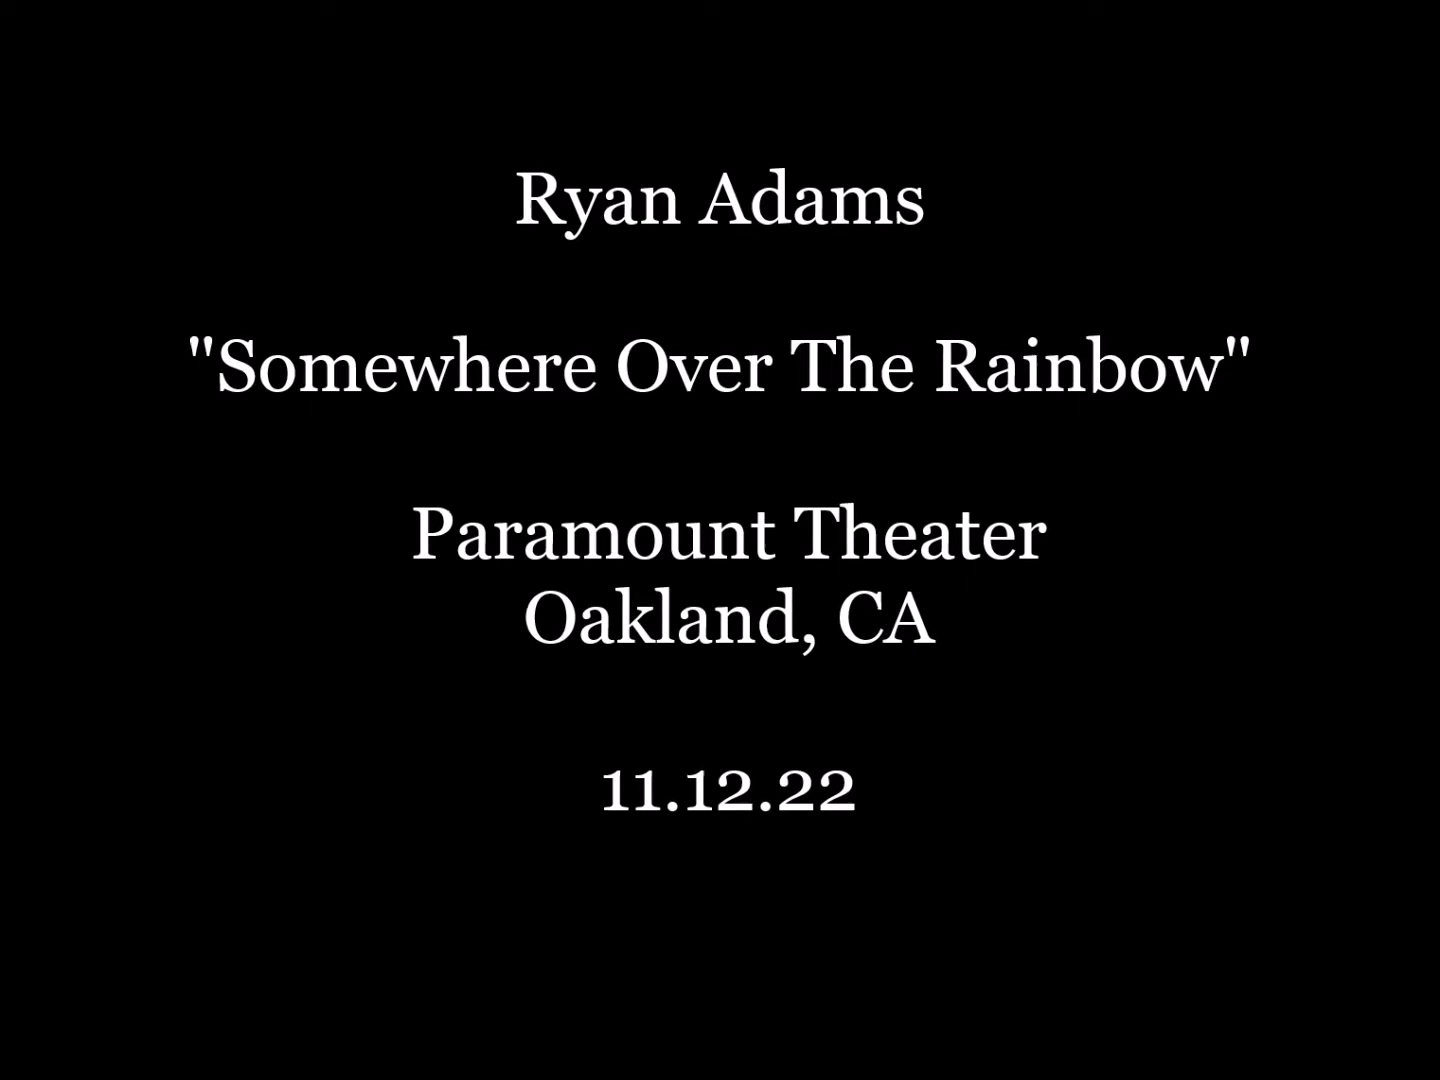 Ryan Adams
"Somewhere Over The Rainbow"
Paramount Theater
Oakland, CA
11.12.22